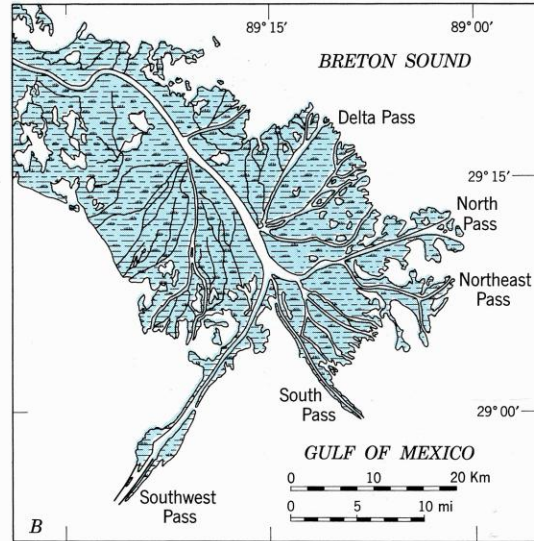 89°15′
89°00′
BRETON SOUND
Delta Pass
29°15′
North
Pass
Northeast
Pass
South
Pass
29°00′
GULF OF MEXICO
0 10 20 Km
0 5 10 mi
Southwest
Pass
B